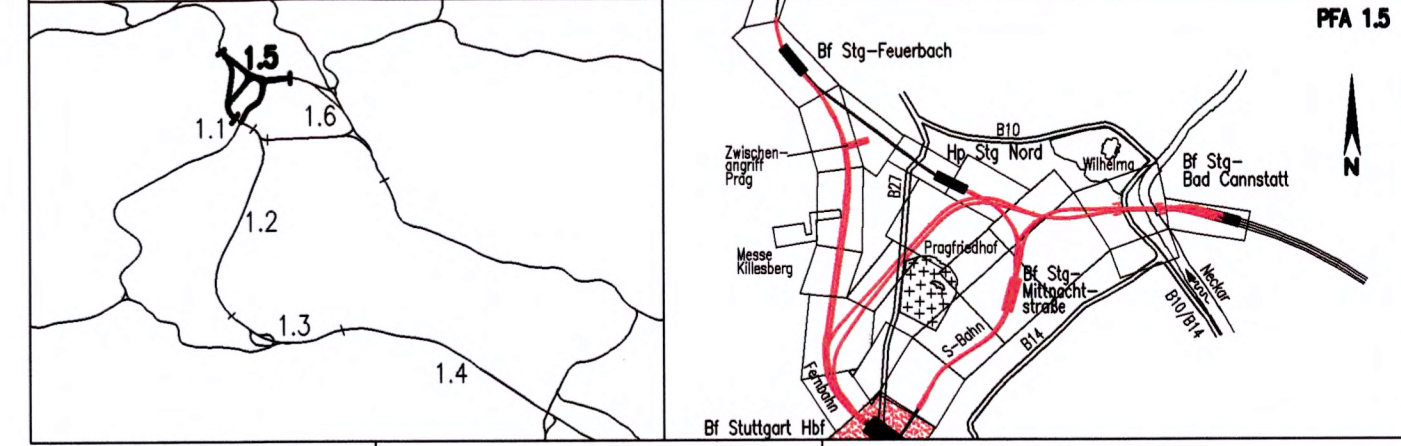 1.5
1.1
1.6
1.2
1.3
1.4
PFA 1.5
Bf Stg-Feuerbach
N
B10
Zwischen-
angriff
Prag
Hp Stg Nord
Wilhelma
Bf Stg-
Bad Cannstatt
B27
Messe
Killesberg
Pragfriedhof
Bf Stg-
Mittnacht-
straße
Neckar
B10/B14
S-Bahn
B14
Fernbahn
Bf Stuttgart Hbf